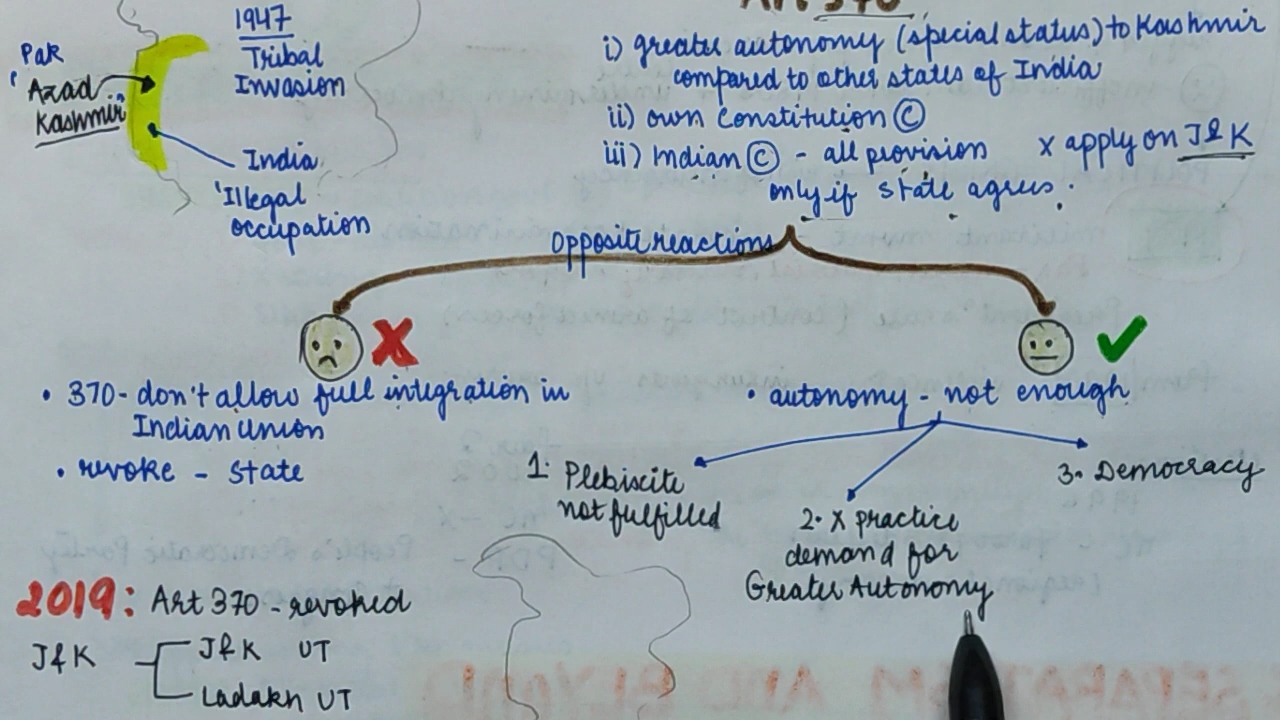 1947
Tribal
Invasion
Pak
"Azad
Kashmir"
India
'Illegal
occupation
Art 370
i) greater autonomy (special status) to Kashmir
compared to other states of India
ii) own constitution ©
iii) Indian © - all provision x apply on J&K
only if state agrees.
Opposite reactions
• 370 - don't allow full integration in
Indian Union
• revoke - state
• autonomy - not enough
1. Plebiscite
not fulfilled
2. x practice
demand for
Greater Autonomy
3. Democracy
2019: Art 370 - revoked
J&K
J&K UT
Ladakh UT